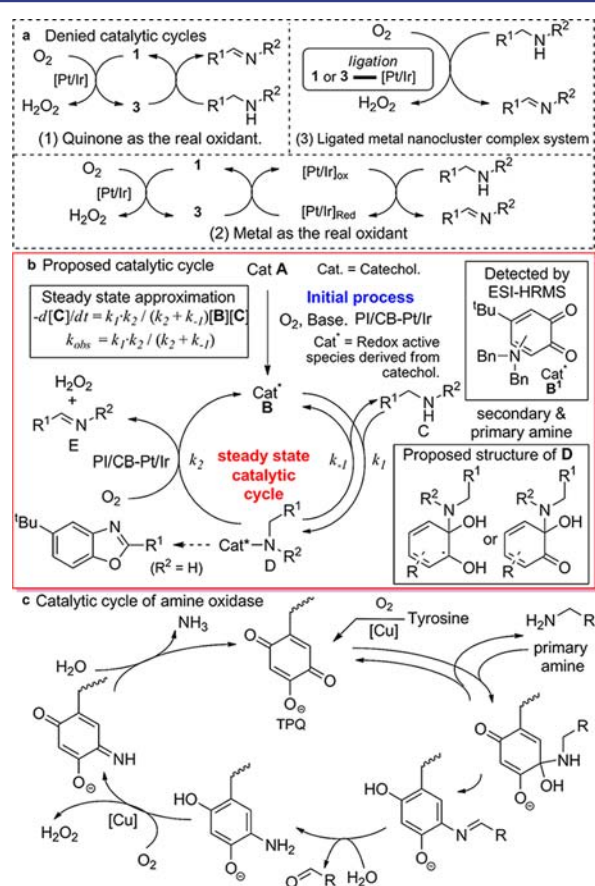 a Denied catalytic cycles
O2 1 R1 N R2
[Pt/Ir]
H2O2 3 R1 N H R2
(1) Quinone as the real oxidant.
O2 R1 N H R2
ligation
1 or 3 — [Pt/Ir]
H2O2 R1 N R2
(3) Ligated metal nanocluster complex system
O2 1 [Pt/Ir]ox R1 N H R2
[Pt/Ir]
H2O2 3 [Pt/Ir]Red R1 N R2
(2) Metal as the real oxidant
b Proposed catalytic cycle
Cat A
Cat. = Catechol.
Steady state approximation
-d[C]/dt = k1·k2 / (k2 + k-1)[B][C]
kobs = k1·k2 / (k2 + k-1)
Initial process
O2, Base. PI/CB-Pt/Ir
Cat* = Redox active
species derived from
catechol.
Detected by
ESI-HRMS
tBu O
O
N
Bn Bn
Cat*
B1
H2O2
+
R1 N R2
E
Cat*
B
R1 N H R2
C
secondary &
primary amine
PI/CB-Pt/Ir
O2
k2
steady state
catalytic
cycle
k-1
k1
Proposed structure of D
R2 N R1
OH
OH
R
or
R2 N R1
OH
O
R
tBu N
O
R1
(R2 = H)
Cat* N R1
R2
D
c Catalytic cycle of amine oxidase
NH3
H2O
O
O
O⊖
TPQ
O2
[Cu]
Tyrosine
H2N R
primary
amine
O
NH
O⊖
O
R
NH
OH
O⊖
HO
NH2
O⊖
HO
N R
O⊖
H2O2
[Cu]
O2
O R
H2O